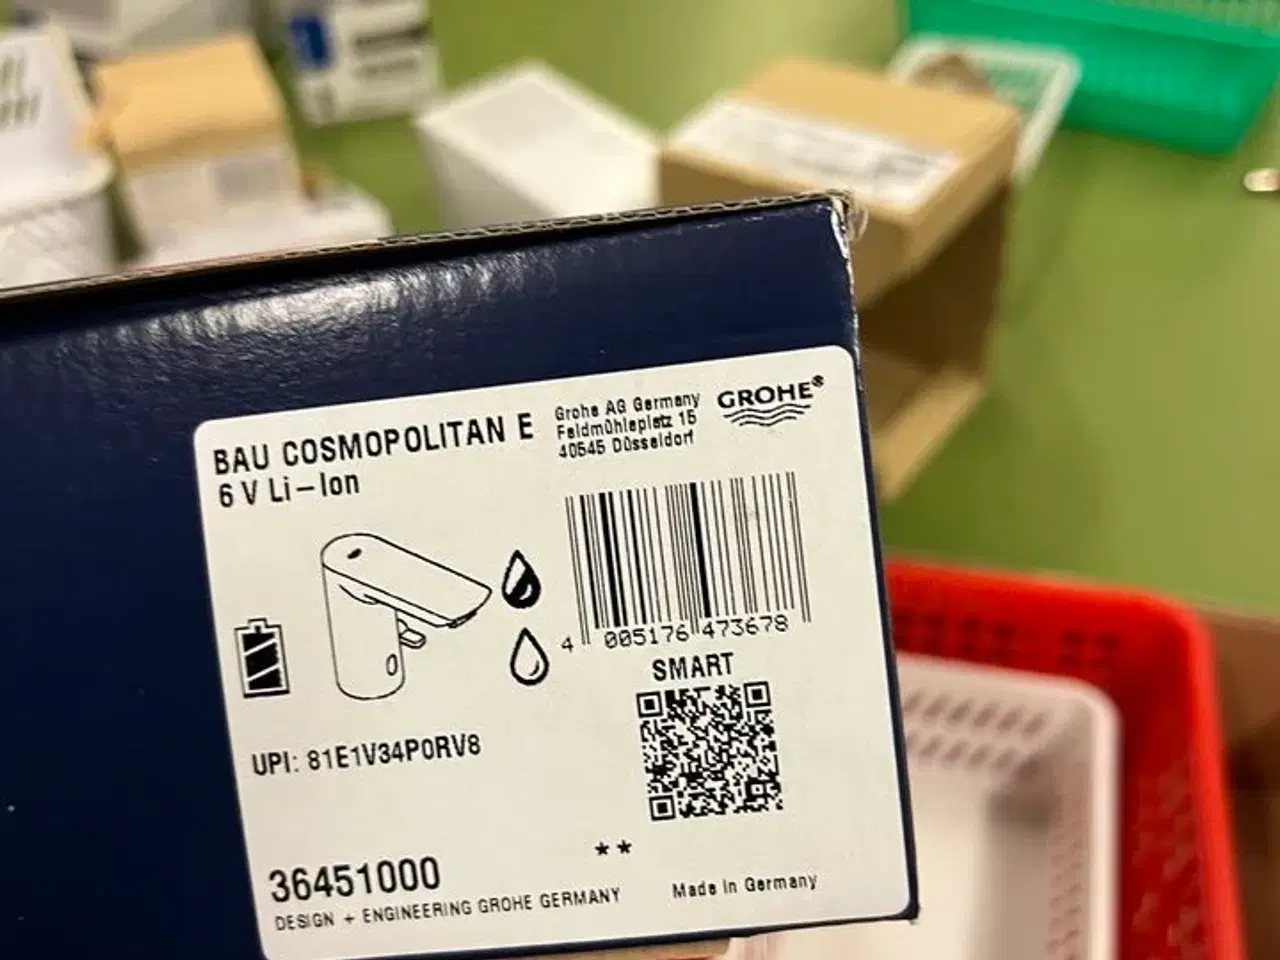 BAU COSMOPOLITAN E
6 V Li-Ion
Grohe AG Germany
Feldmühleplatz 15
40545 Düsseldorf
GROHE®
4 005176 473678
SMART
UPI: 81E1V34P0RV8
**
36451000
DESIGN + ENGINEERING GROHE GERMANY
Made in Germany